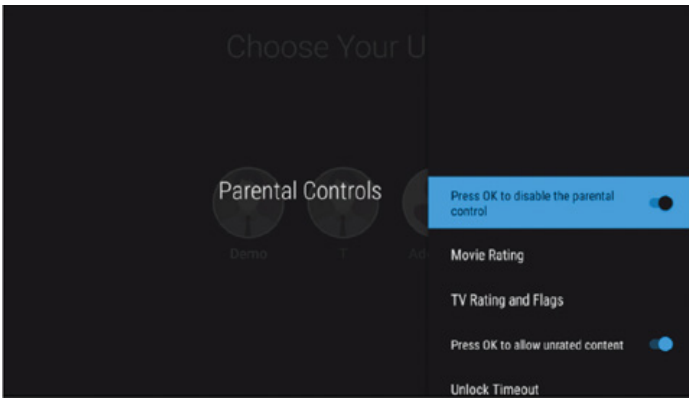 Choose Your U
Parental Controls
Demo
T
Ad
Press OK to disable the parental
control
Movie Rating
TV Rating and Flags
Press OK to allow unrated content
Unlock Timeout